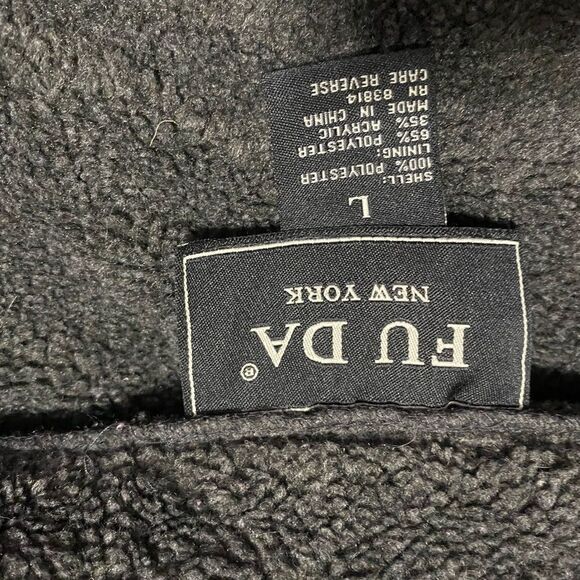 FU DA®
NEW YORK
L
SHELL:
100% POLYESTER
LINING:
65% POLYESTER
35% ACRYLIC
MADE IN CHINA
RN 83814
CARE REVERSE